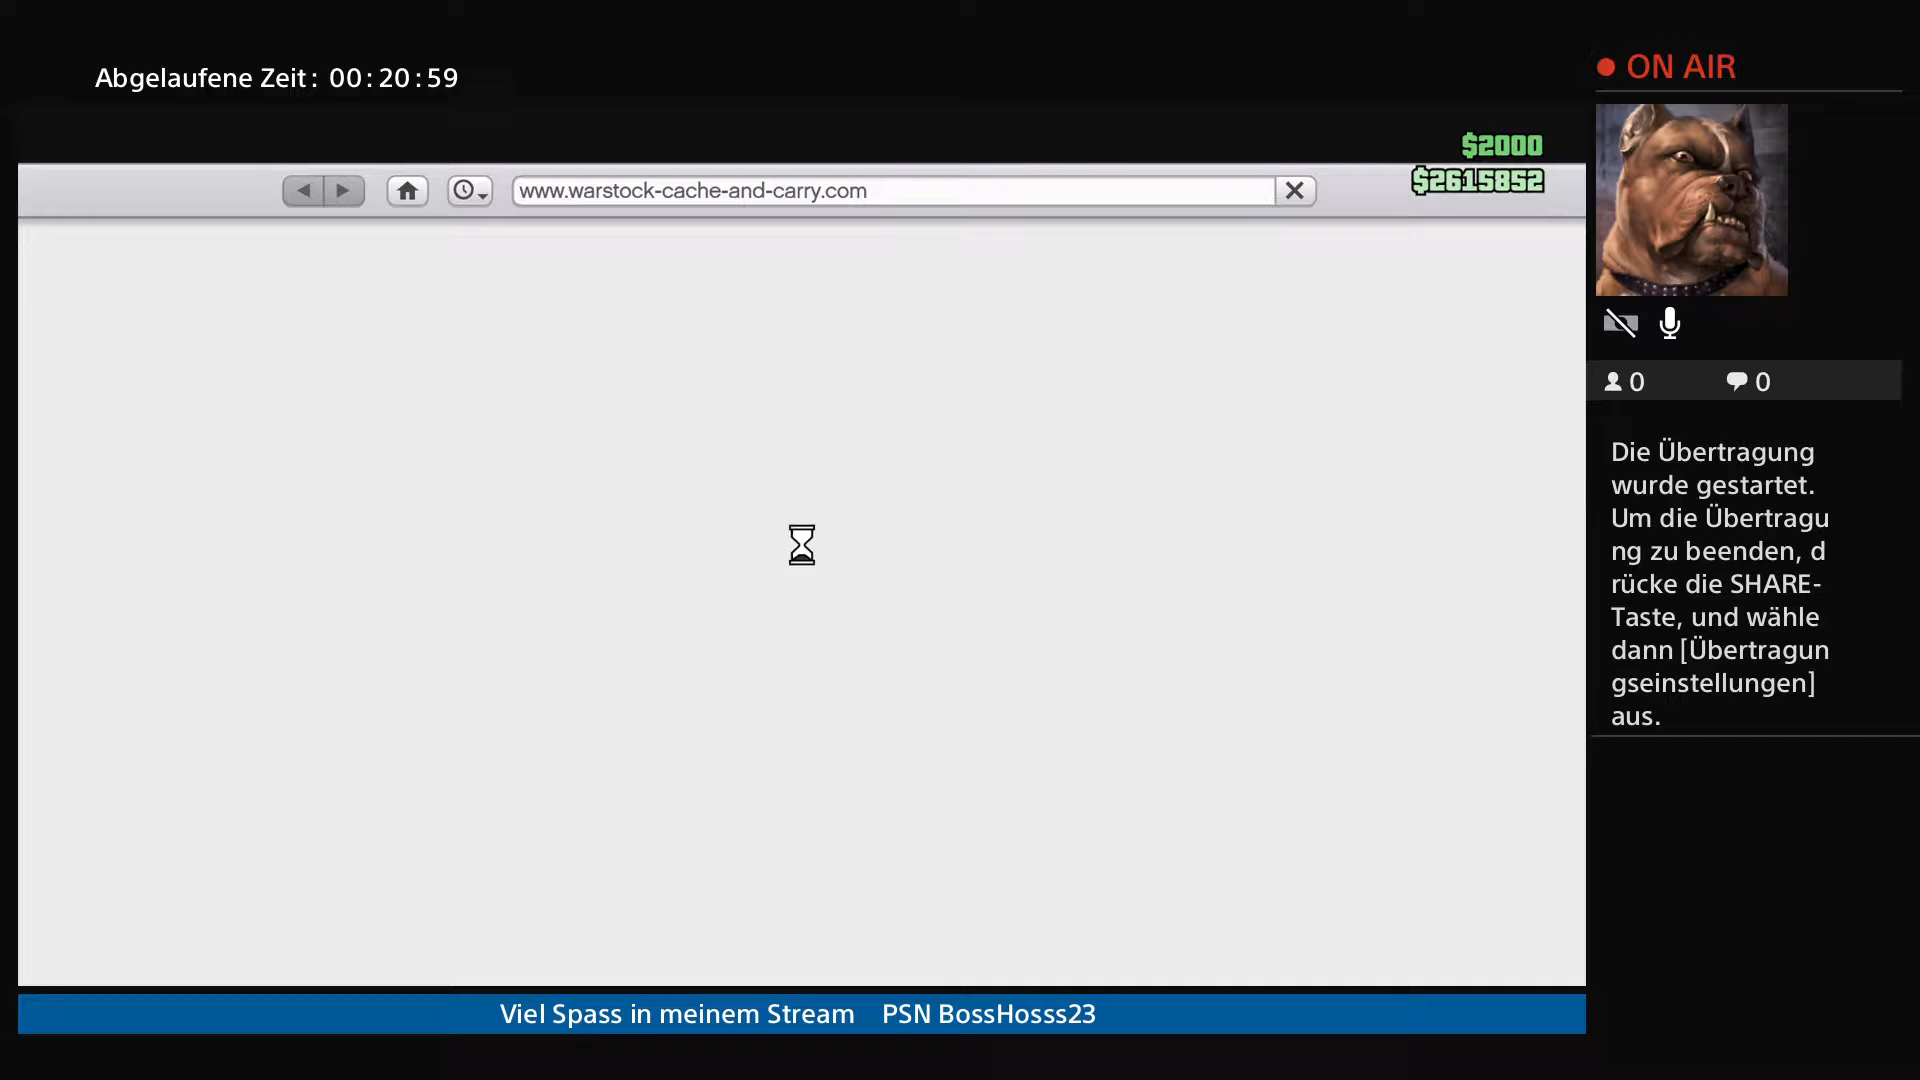 Abgelaufene Zeit: 00:20:59
ON AIR
$2000
$2615852
www.warstock-cache-and-carry.com
0
0
Die Übertragung
wurde gestartet.
Um die Übertragu
ng zu beenden, d
rücke die SHARE-
Taste, und wähle
dann [Übertragun
gseinstellungen]
aus.
Viel Spass in meinem Stream PSN BossHosss23